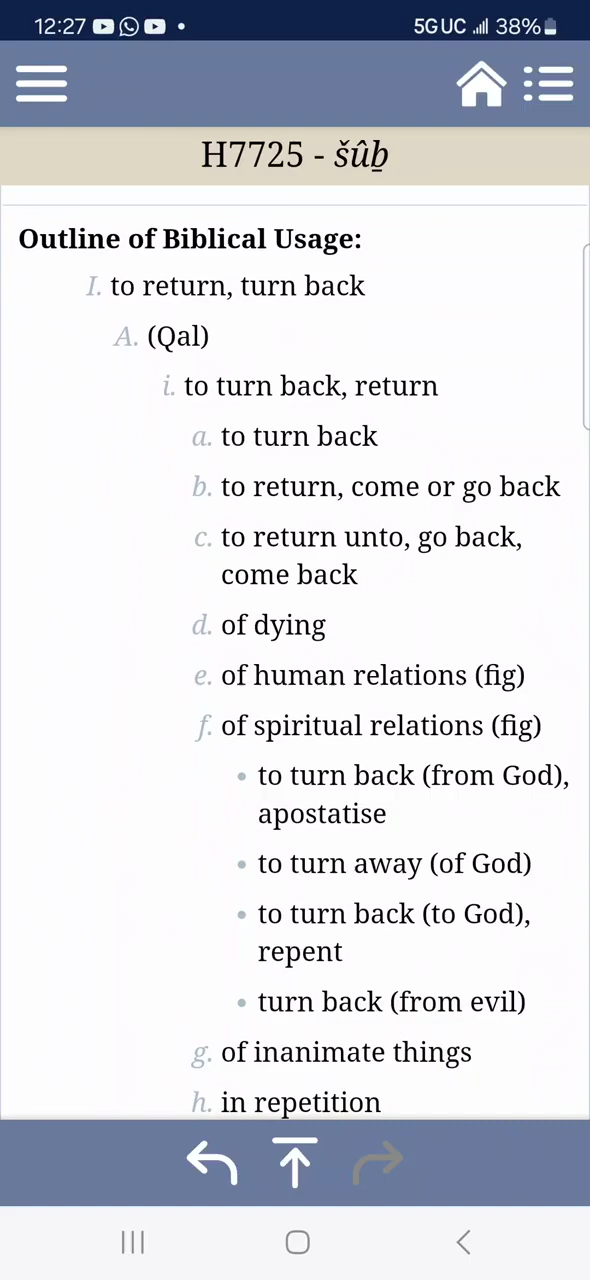 12:27
5G UC
38%
H7725 - šûḇ
Outline of Biblical Usage:
I. to return, turn back
A. (Qal)
i. to turn back, return
a. to turn back
b. to return, come or go back
c. to return unto, go back,
come back
d. of dying
e. of human relations (fig)
f. of spiritual relations (fig)
• to turn back (from God),
apostatise
• to turn away (of God)
• to turn back (to God),
repent
• turn back (from evil)
g. of inanimate things
h. in repetition